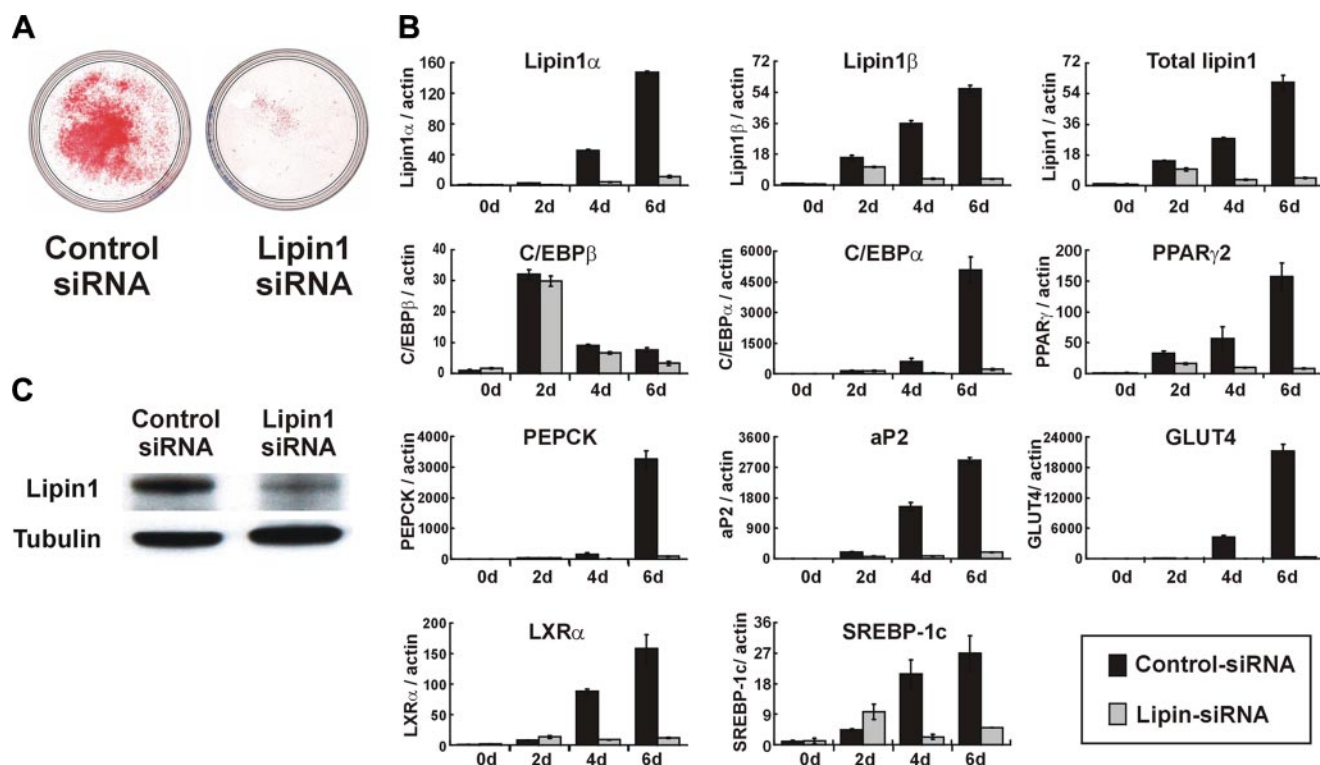 A
Control
siRNA
Lipin1
siRNA
B
Lipin1α
Lipin1α / actin
160
120
80
40
0
0d 2d 4d 6d
Lipin1β
Lipin1β / actin
72
54
36
18
0
0d 2d 4d 6d
Total lipin1
Lipin1 / actin
72
54
36
18
0
0d 2d 4d 6d
C/EBPβ
C/EBPβ / actin
40
30
20
10
0
0d 2d 4d 6d
C/EBPα
C/EBPα / actin
6000
4500
3000
1500
0
0d 2d 4d 6d
PPARγ2
PPARγ / actin
200
150
100
50
0
0d 2d 4d 6d
C
Control
siRNA
Lipin1
siRNA
Lipin1
Tubulin
PEPCK
PEPCK / actin
4000
3000
2000
1000
0
0d 2d 4d 6d
aP2
aP2 / actin
3600
2700
1800
900
0
0d 2d 4d 6d
GLUT4
GLUT4/ actin
24000
18000
12000
6000
0
0d 2d 4d 6d
LXRα
LXRα / actin
200
150
100
50
0
0d 2d 4d 6d
SREBP-1c
SREBP-1c/ actin
36
27
18
9
0
0d 2d 4d 6d
Control-siRNA
Lipin-siRNA